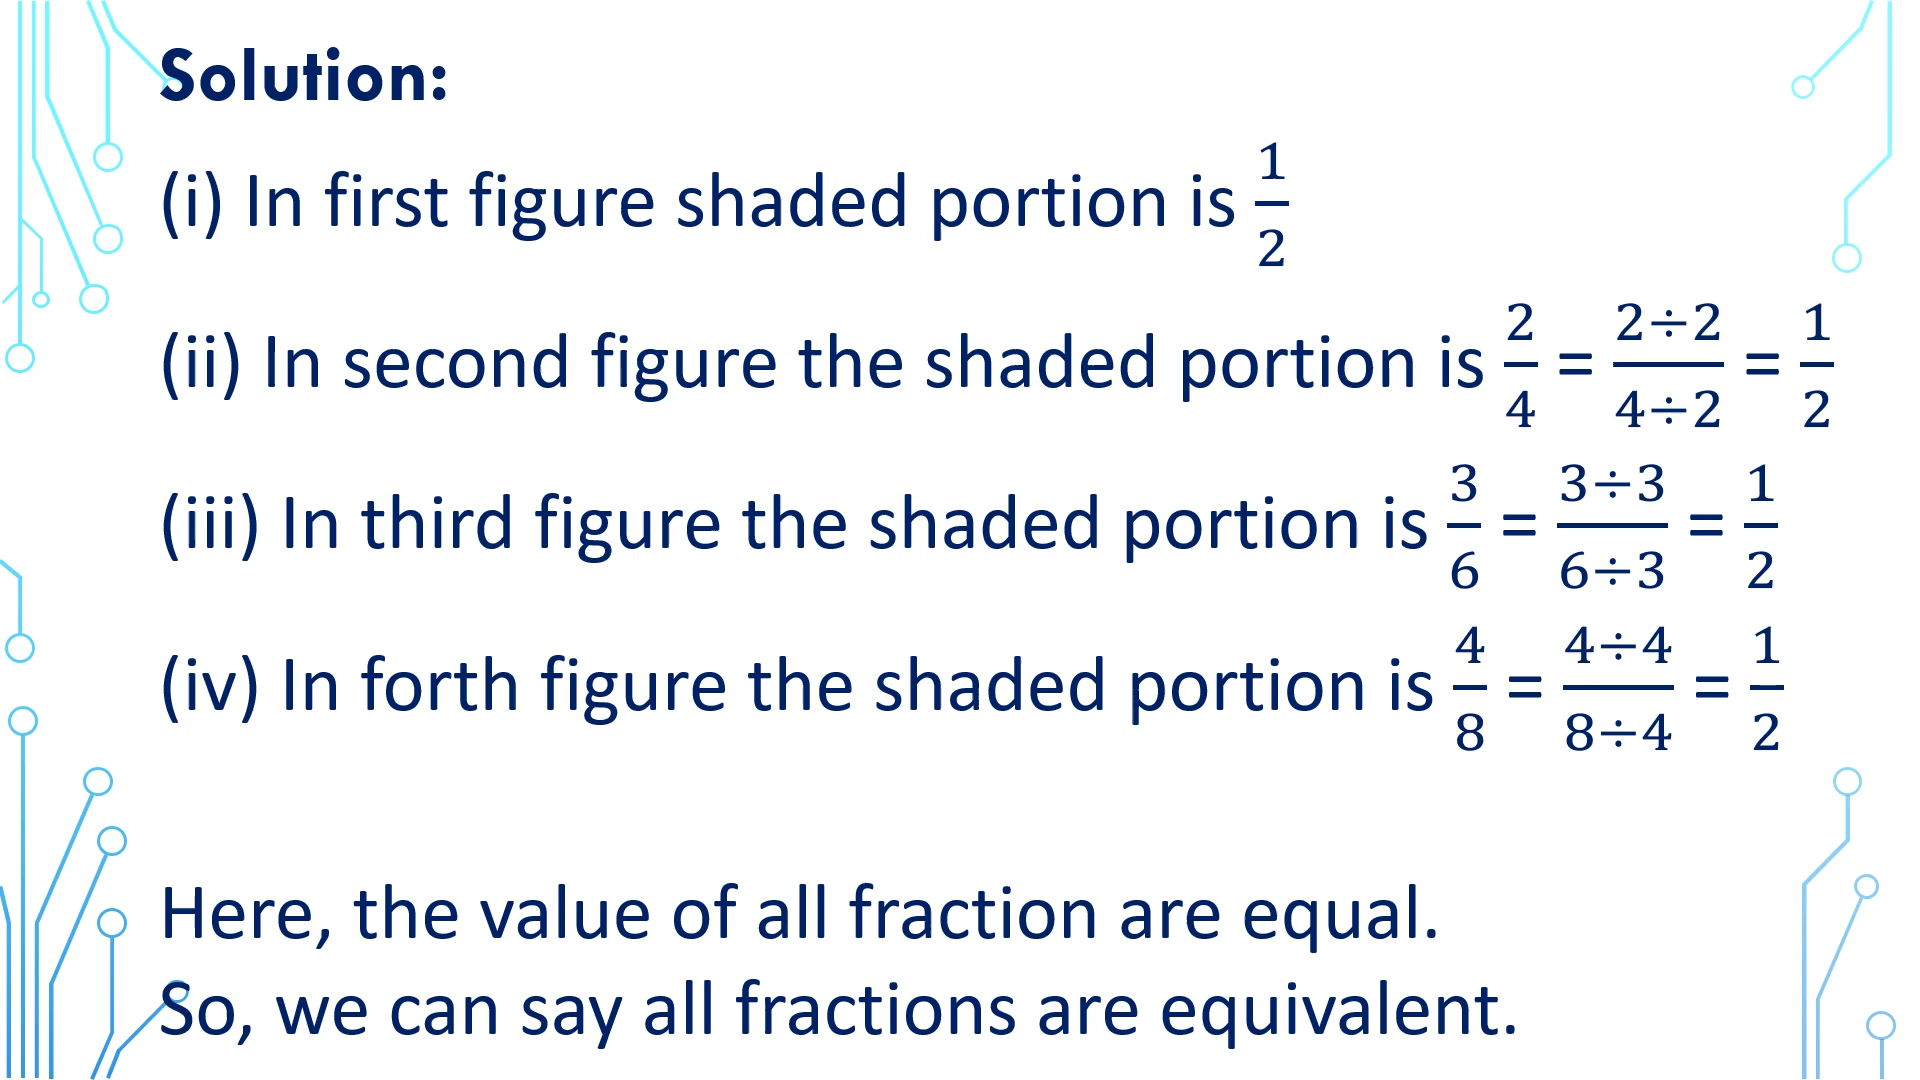 Solution:
(i) In first figure shaded portion is 1/2
(ii) In second figure the shaded portion is 2/4 = 2÷2/4÷2 = 1/2
(iii) In third figure the shaded portion is 3/6 = 3÷3/6÷3 = 1/2
(iv) In forth figure the shaded portion is 4/8 = 4÷4/8÷4 = 1/2
Here, the value of all fraction are equal.
So, we can say all fractions are equivalent.